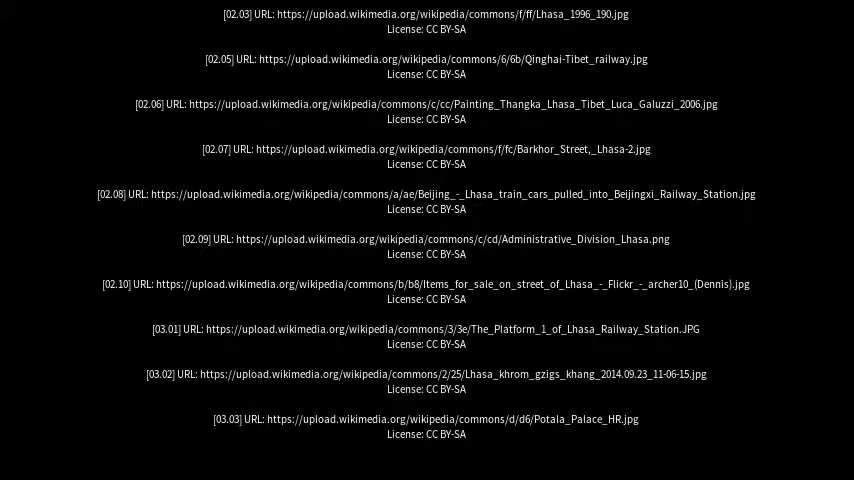 [02.03] URL: https://upload.wikimedia.org/wikipedia/commons/f/ff/Lhasa_1996_190.jpg
License: CC BY-SA
[02.05] URL: https://upload.wikimedia.org/wikipedia/commons/6/6b/Qinghai-Tibet_railway.jpg
License: CC BY-SA
[02.06] URL: https://upload.wikimedia.org/wikipedia/commons/c/cc/Painting_Thangka_Lhasa_Tibet_Luca_Galuzzi_2006.jpg
License: CC BY-SA
[02.07] URL: https://upload.wikimedia.org/wikipedia/commons/f/fc/Barkhor_Street,_Lhasa-2.jpg
License: CC BY-SA
[02.08] URL: https://upload.wikimedia.org/wikipedia/commons/a/ae/Beijing_-_Lhasa_train_cars_pulled_into_Beijingxi_Railway_Station.jpg
License: CC BY-SA
[02.09] URL: https://upload.wikimedia.org/wikipedia/commons/c/cd/Administrative_Division_Lhasa.png
License: CC BY-SA
[02.10] URL: https://upload.wikimedia.org/wikipedia/commons/b/b8/Items_for_sale_on_street_of_Lhasa_-_Flickr_-_archer10_(Dennis).jpg
License: CC BY-SA
[03.01] URL: https://upload.wikimedia.org/wikipedia/commons/3/3e/The_Platform_1_of_Lhasa_Railway_Station.JPG
License: CC BY-SA
[03.02] URL: https://upload.wikimedia.org/wikipedia/commons/2/25/Lhasa_khrom_gzigs_khang_2014.09.23_11-06-15.jpg
License: CC BY-SA
[03.03] URL: https://upload.wikimedia.org/wikipedia/commons/d/d6/Potala_Palace_HR.jpg
License: CC BY-SA